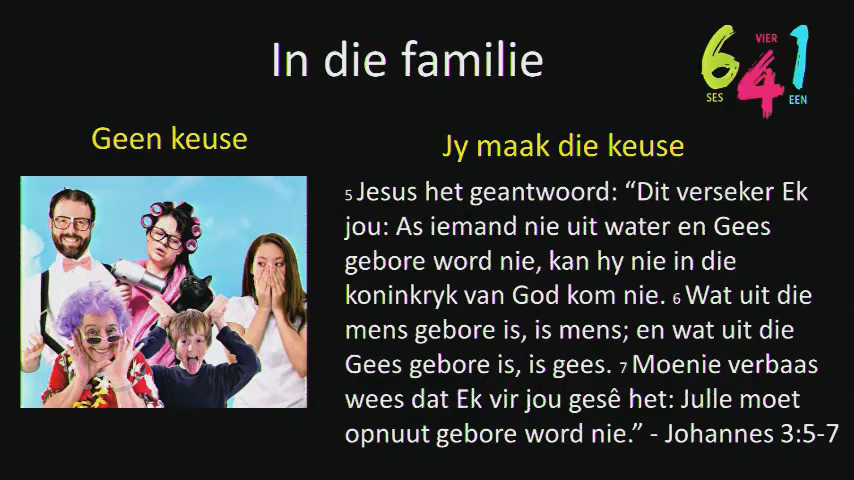 In die familie
6 VIER 1
SES 4 EEN
Geen keuse
Jy maak die keuse
5 Jesus het geantwoord: “Dit verseker Ek
jou: As iemand nie uit water en Gees
gebore word nie, kan hy nie in die
koninkryk van God kom nie. 6 Wat uit die
mens gebore is, is mens; en wat uit die
Gees gebore is, is gees. 7 Moenie verbaas
wees dat Ek vir jou gesê het: Julle moet
opnuut gebore word nie.” - Johannes 3:5-7